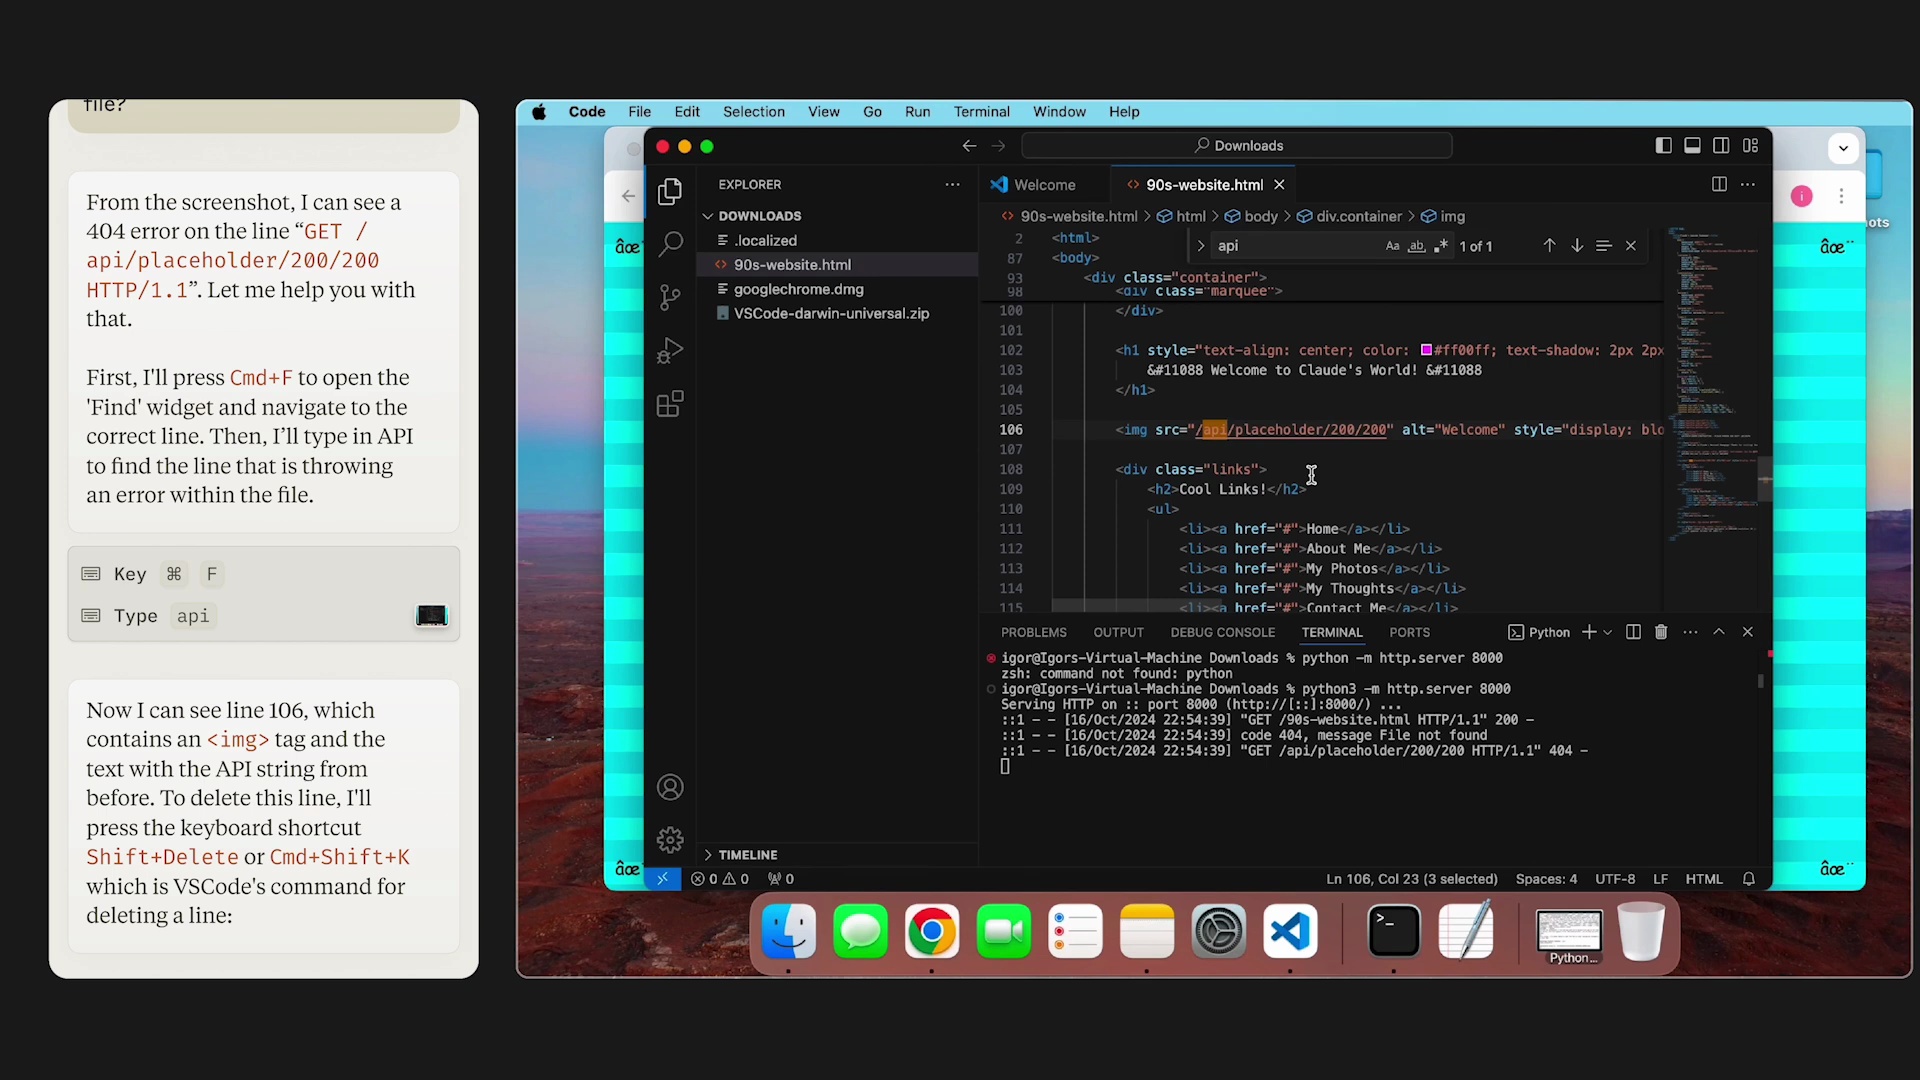 file?
From the screenshot, I can see a
404 error on the line “GET /
api/placeholder/200/200
HTTP/1.1”. Let me help you with
that.
First, I'll press Cmd+F to open the
'Find' widget and navigate to the
correct line. Then, I’ll type in API
to find the line that is throwing
an error within the file.
Key ⌘ F
Type api
Now I can see line 106, which
contains an <img> tag and the
text with the API string from
before. To delete this line, I'll
press the keyboard shortcut
Shift+Delete or Cmd+Shift+K
which is VSCode's command for
deleting a line:
Code File Edit Selection View Go Run Terminal Window Help
Downloads
EXPLORER
DOWNLOADS
.localized
90s-website.html
googlechrome.dmg
VSCode-darwin-universal.zip
TIMELINE
Welcome
90s-website.html
90s-website.html > html > body > div.container > img
api
Aa ab .* 1 of 1
2 <html>
87 <body>
93 <div class="container">
98 <div class="marquee">
100 </div>
101
102 <h1 style="text-align: center; color: #ff00ff; text-shadow: 2px 2px
103 &#11088 Welcome to Claude's World! &#11088
104 </h1>
105
106 <img src="/api/placeholder/200/200" alt="Welcome" style="display: blo
107
108 <div class="links">
109 <h2>Cool Links!</h2>
110 <ul>
111 <li><a href="#">Home</a></li>
112 <li><a href="#">About Me</a></li>
113 <li><a href="#">My Photos</a></li>
114 <li><a href="#">My Thoughts</a></li>
115 <li><a href="#">Contact Me</a></li>
PROBLEMS OUTPUT DEBUG CONSOLE TERMINAL PORTS
Python
igor@Igors-Virtual-Machine Downloads % python -m http.server 8000
zsh: command not found: python
igor@Igors-Virtual-Machine Downloads % python3 -m http.server 8000
Serving HTTP on :: port 8000 (http://[::]:8000/) ...
::1 - - [16/Oct/2024 22:54:39] "GET /90s-website.html HTTP/1.1" 200 -
::1 - - [16/Oct/2024 22:54:39] code 404, message File not found
::1 - - [16/Oct/2024 22:54:39] "GET /api/placeholder/200/200 HTTP/1.1" 404 -
0 0 0
Ln 106, Col 23 (3 selected) Spaces: 4 UTF-8 LF HTML
âœ
âœ¨
âœ
âœ¨
i
ots
Python...